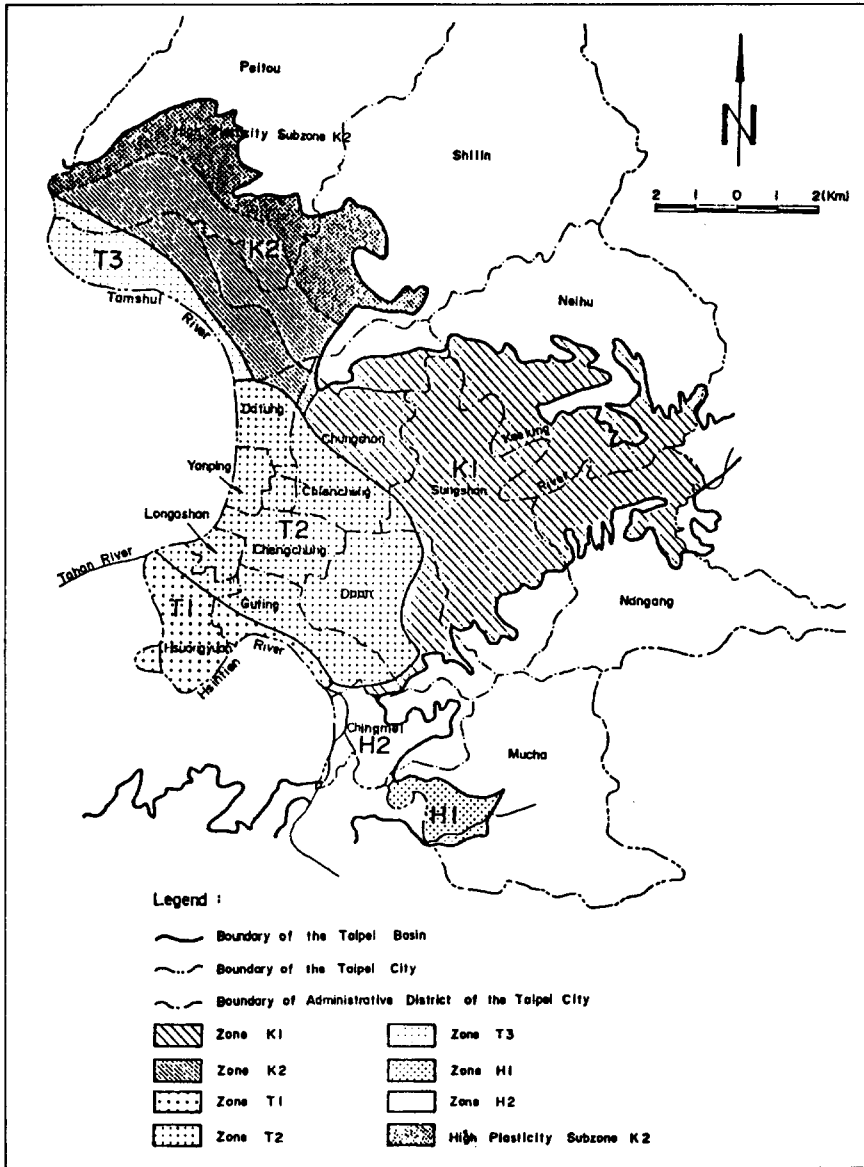 Peitou
High Plasticity Subzone K2
Shilin
N
2 1 0 1 2(Km)
K2
T3
Tamshui
River
Neihu
Datung
Chungshan
Keelung
K1
Yanping
Chiencheng
Sungshan
River
Longashan
T2
Chengchung
Tahan River
T1
Guting
Daan
Nangang
Hsuangyuan
River
Hsintien
Chingmei
H2
Mucha
H1
Legend :
Boundary of the Taipei Basin
Boundary of the Taipei City
Boundary of Administrative District of the Taipei City
Zone K1 Zone T3
Zone K2 Zone H1
Zone T1 Zone H2
Zone T2 High Plasticity Subzone K2